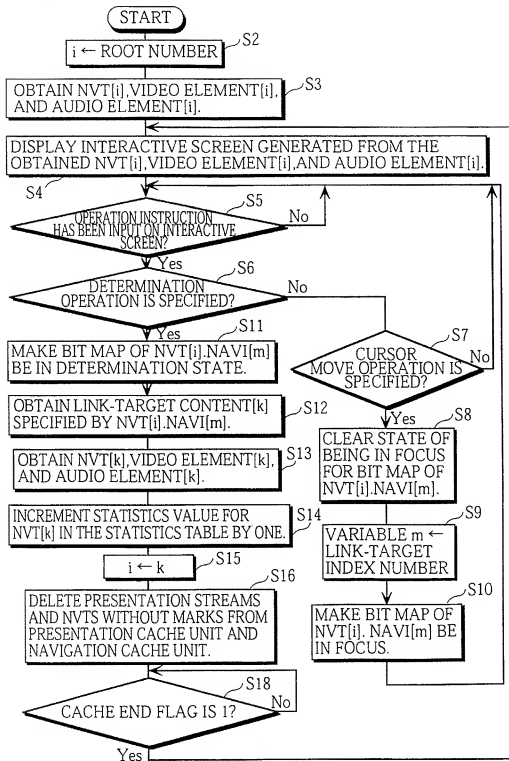 START
i ← ROOT NUMBER
S2
OBTAIN NVT[i],VIDEO ELEMENT[i],
AND AUDIO ELEMENT[i].
S3
DISPLAY INTERACTIVE SCREEN GENERATED FROM THE
OBTAINED NVT[i],VIDEO ELEMENT[i],AND AUDIO ELEMENT[i].
S4
S5
OPERATION INSTRUCTION
HAS BEEN INPUT ON INTERACTIVE
SCREEN?
No
Yes
S6
DETERMINATION
OPERATION IS SPECIFIED?
No
Yes
S11
MAKE BIT MAP OF NVT[i].NAVI[m]
BE IN DETERMINATION STATE.
OBTAIN LINK-TARGET CONTENT[k]
SPECIFIED BY NVT[i].NAVI[m].
S12
OBTAIN NVT[k],VIDEO ELEMENT[k],
AND AUDIO ELEMENT[k].
S13
INCREMENT STATISTICS VALUE FOR
NVT[k] IN THE STATISTICS TABLE BY ONE.
S14
i ← k
S15
S16
DELETE PRESENTATION STREAMS
AND NVTS WITHOUT MARKS FROM
PRESENTATION CACHE UNIT AND
NAVIGATION CACHE UNIT.
S18
CACHE END FLAG IS 1?
No
Yes
S7
CURSOR
MOVE OPERATION IS
SPECIFIED?
No
Yes
S8
CLEAR STATE OF
BEING IN FOCUS
FOR BIT MAP OF
NVT[i].NAVI[m].
S9
VARIABLE m ←
LINK-TARGET
INDEX NUMBER
S10
MAKE BIT MAP OF
NVT[i]. NAVI[m] BE
IN FOCUS.